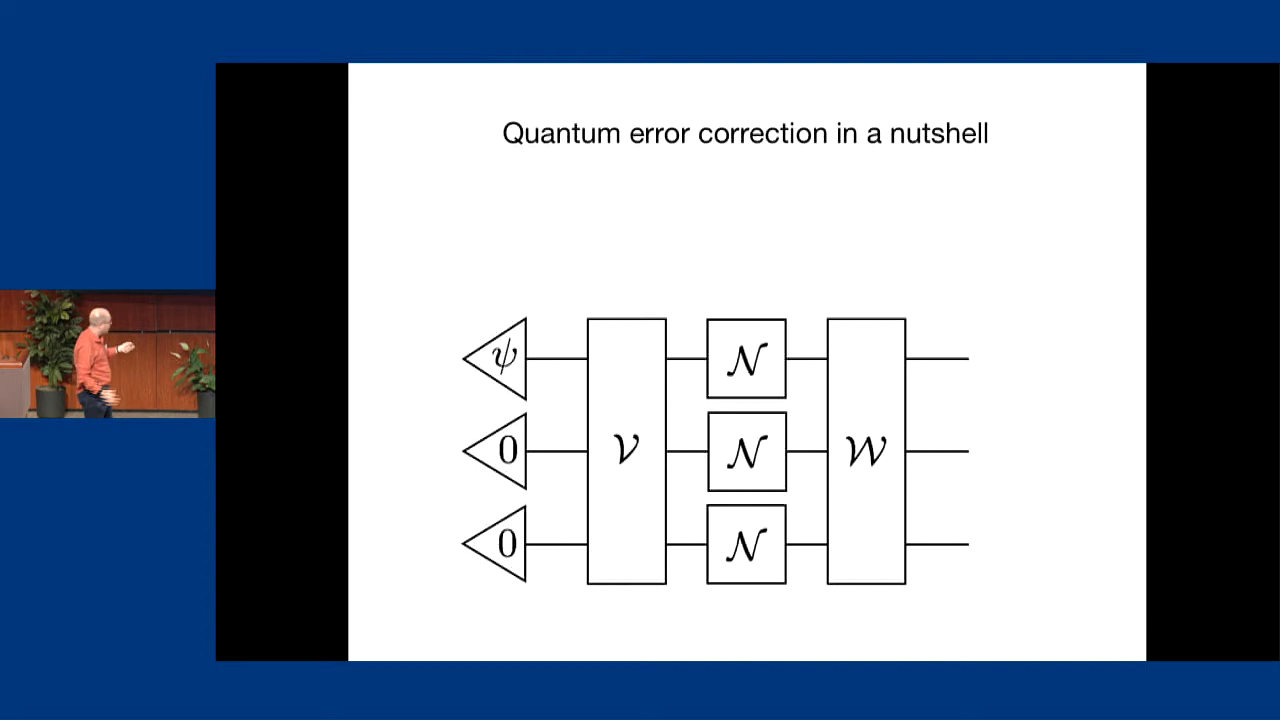 Quantum error correction in a nutshell
ψ
𝒩
0
𝒱
𝒩
𝒲
0
𝒩